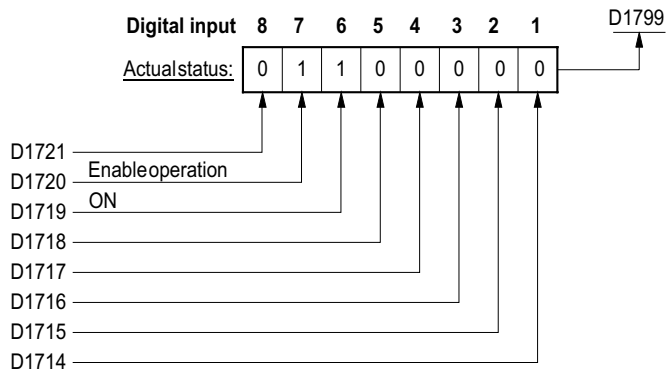 D1799
Digital input 8 7 6 5 4 3 2 1
Actualstatus: 0 1 1 0 0 0 0 0
D1721
Enableoperation
D1720
ON
D1719
D1718
D1717
D1716
D1715
D1714